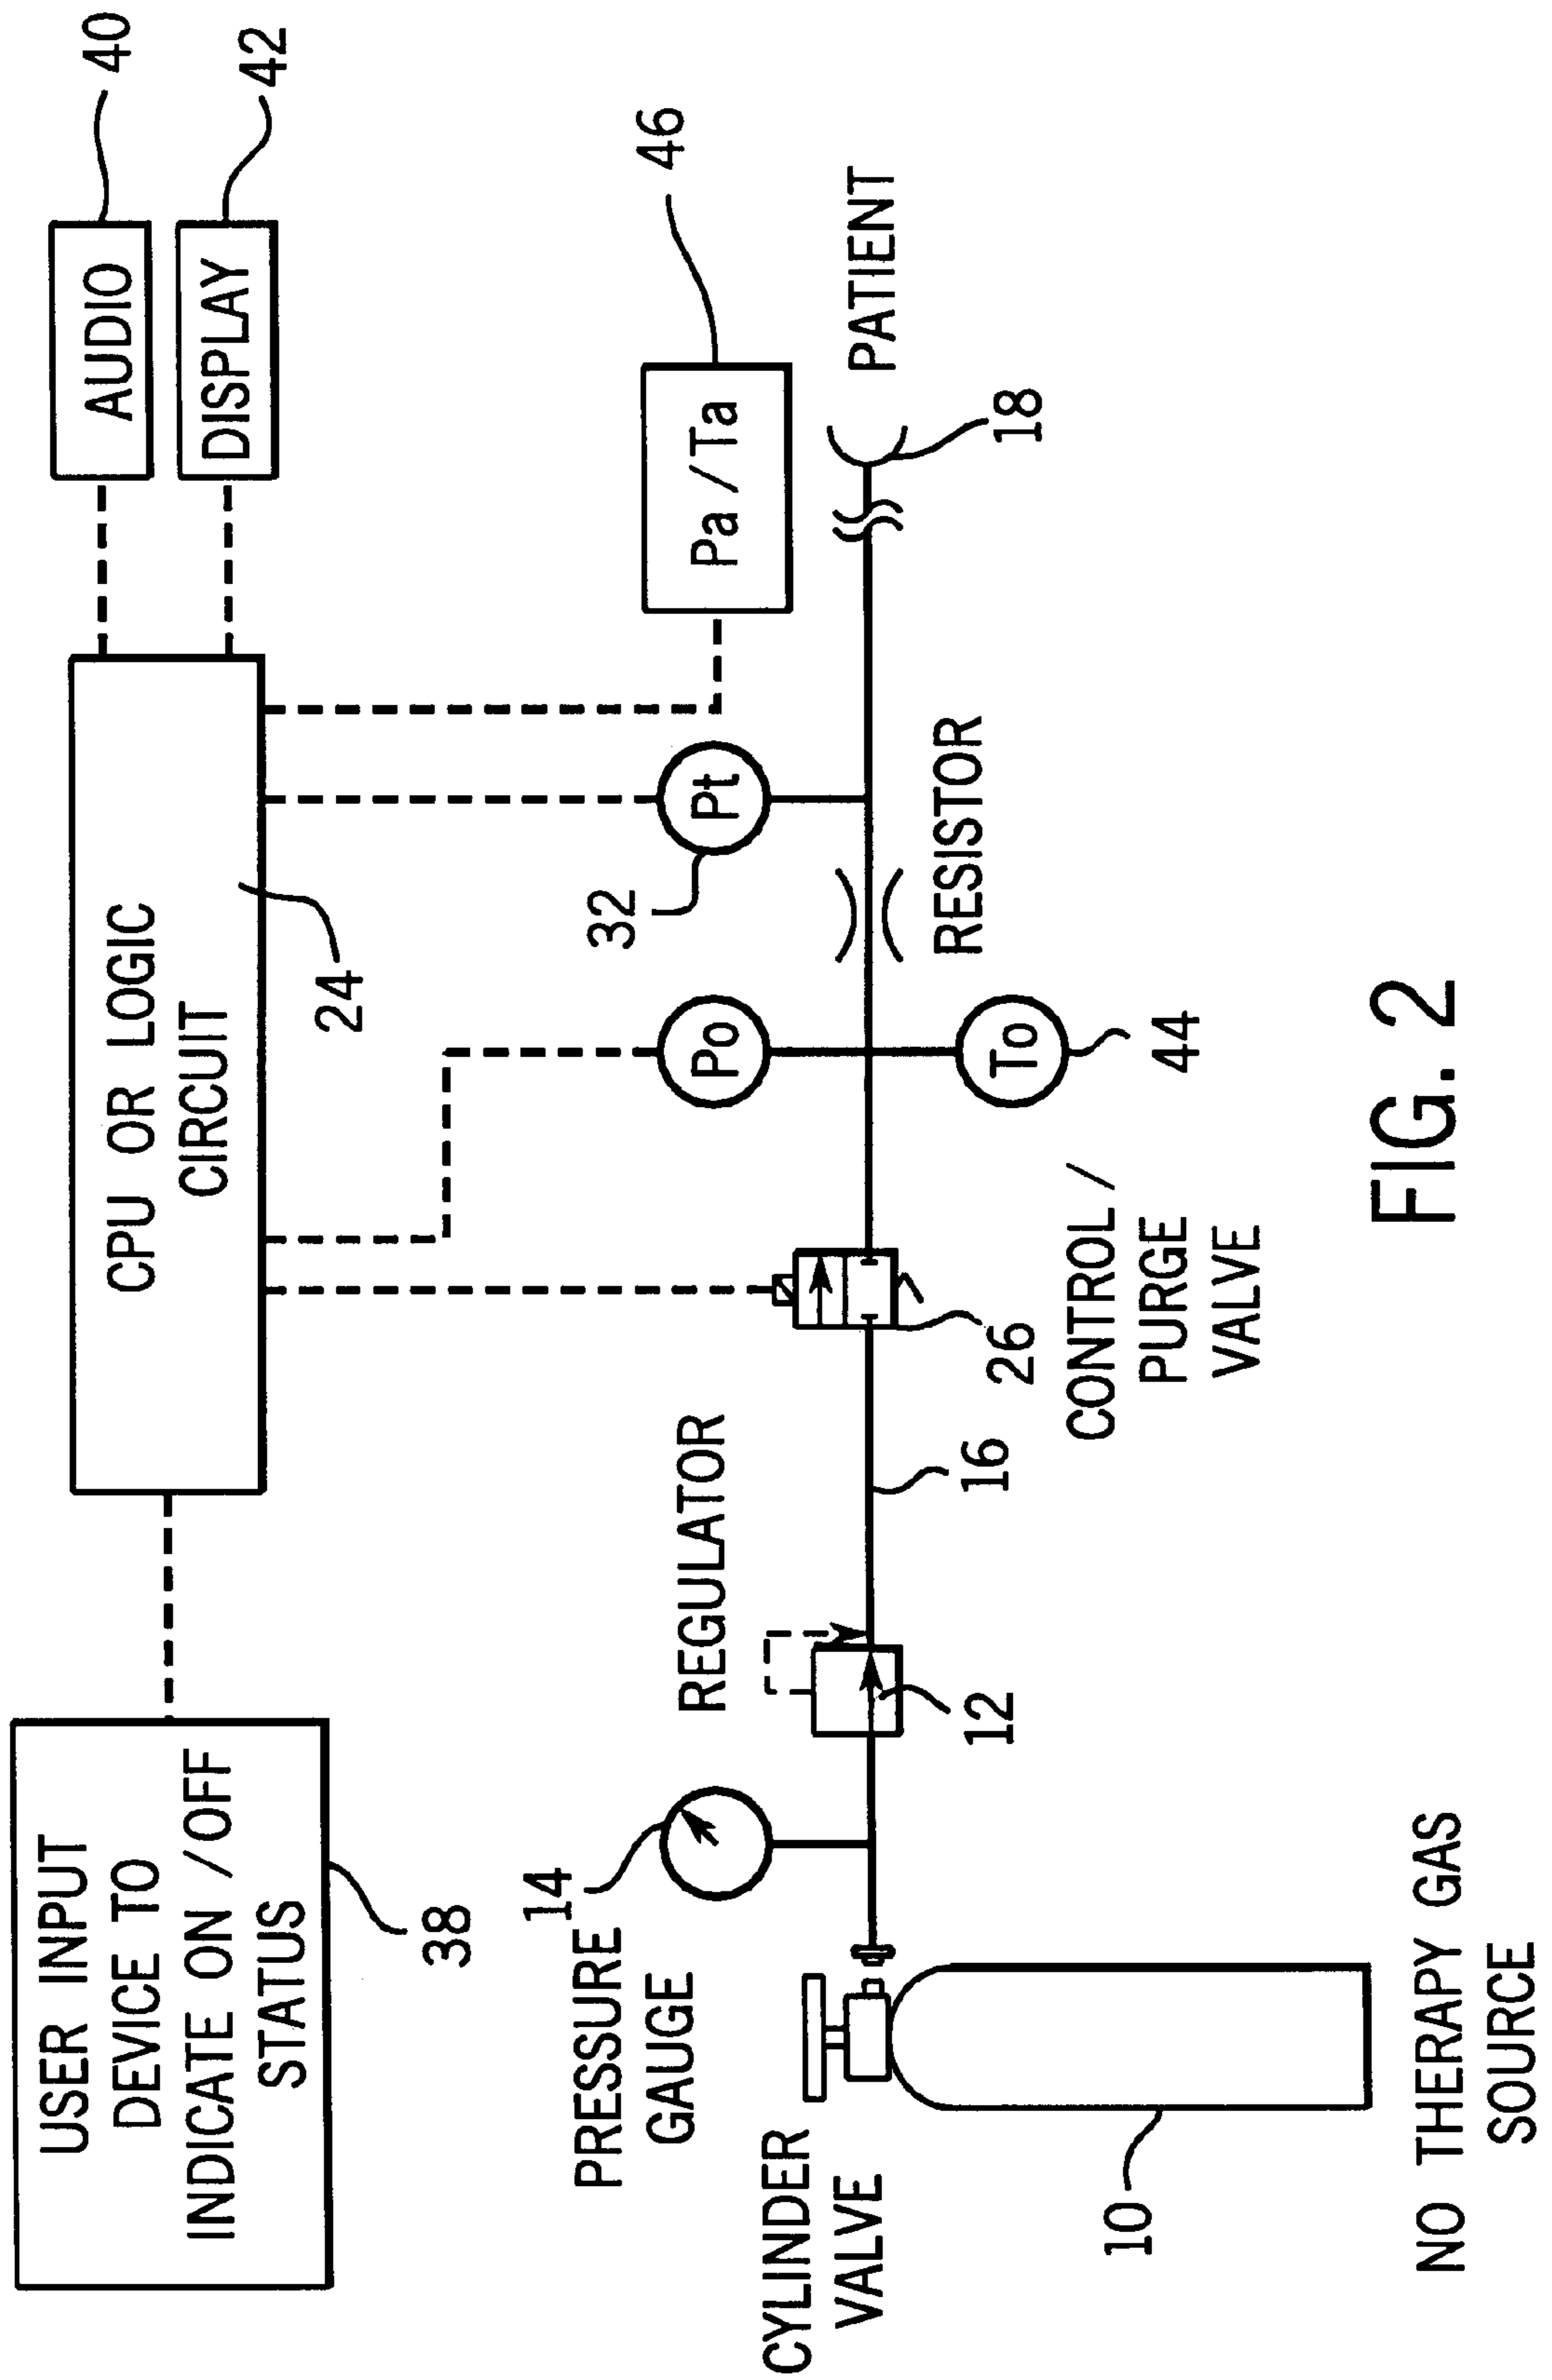 USER INPUT
DEVICE TO
INDICATE ON/OFF
STATUS
38
CPU OR LOGIC
CIRCUIT
24
AUDIO
40
DISPLAY
42
Pa/Ta
46
Pt
32
Po
To
44
PRESSURE
GAUGE
14
REGULATOR
12
16
26
CONTROL/
PURGE
VALVE
RESISTOR
PATIENT
18
CYLINDER
VALVE
10
NO THERAPY GAS
SOURCE
FIG. 2